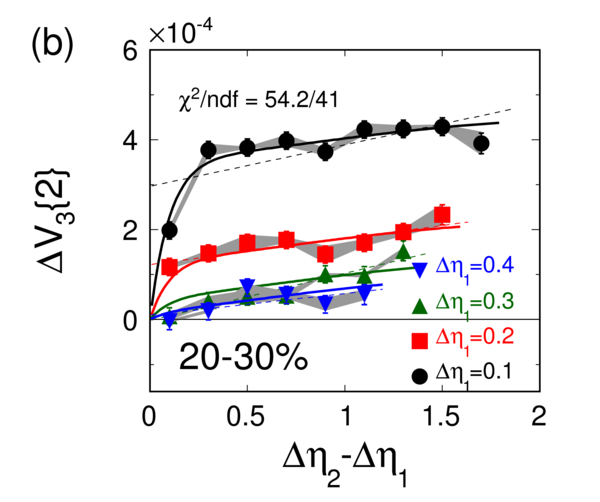 (b)
×10⁻⁴
6
χ²/ndf = 54.2/41
4
ΔV₃{2}
2
Δη₁=0.4
Δη₁=0.3
0
Δη₁=0.2
20-30%
Δη₁=0.1
0 0.5 1 1.5 2
Δη₂-Δη₁